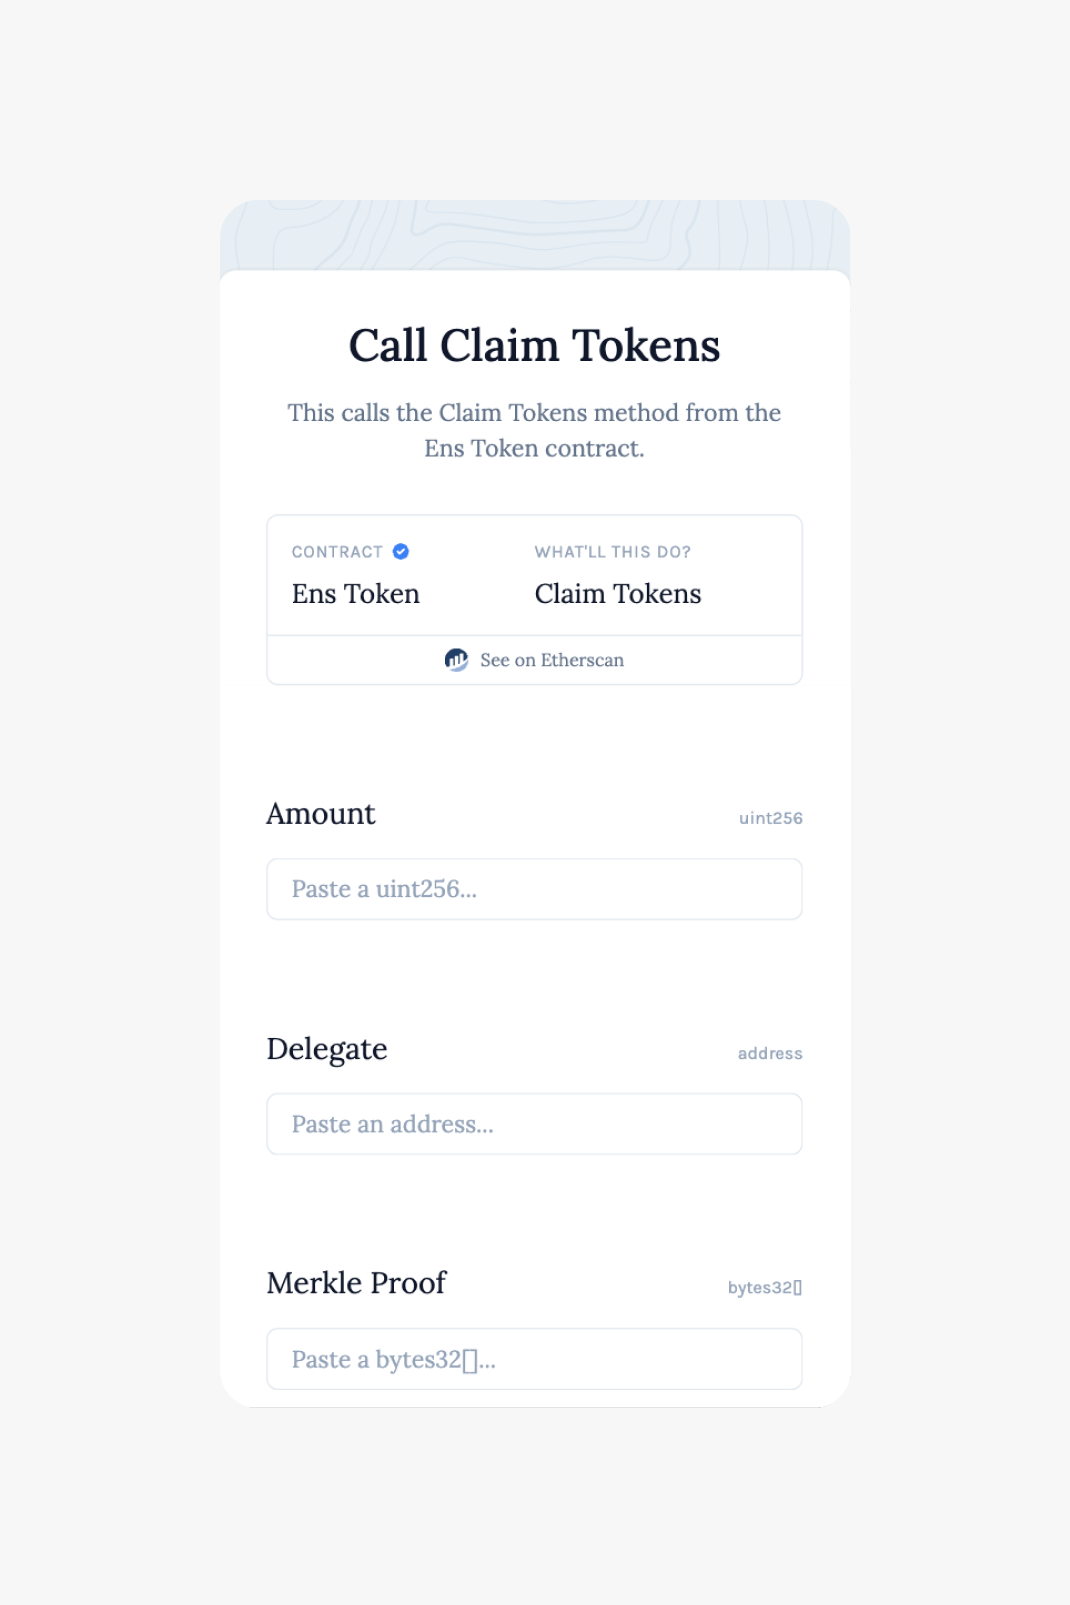 Call Claim Tokens
This calls the Claim Tokens method from the
Ens Token contract.
CONTRACT
WHAT'LL THIS DO?
Ens Token
Claim Tokens
See on Etherscan
Amount
uint256
Paste a uint256...
Delegate
address
Paste an address...
Merkle Proof
bytes32[]
Paste a bytes32[]...